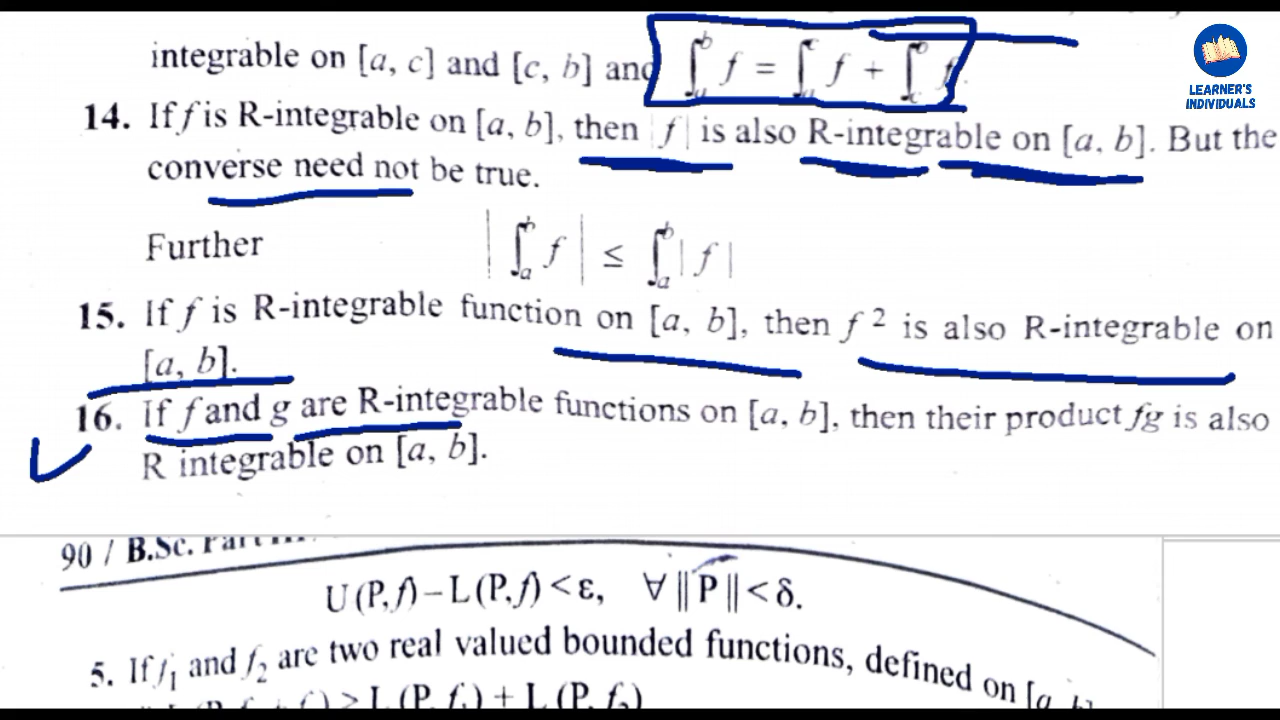 integrable on [a, c] and [c, b] and ∫ₐᵇ f = ∫ₐᶜ f + ∫꜀ᵇ f.
LEARNER'S
INDIVIDUALS
14. If f is R-integrable on [a, b], then |f| is also R-integrable on [a, b]. But the
converse need not be true.
Further |∫ₐᵇ f| ≤ ∫ₐᵇ |f|
15. If f is R-integrable function on [a, b], then f² is also R-integrable on
[a, b].
16. If f and g are R-integrable functions on [a, b], then their product fg is also
R integrable on [a, b].
90 / B.Sc. Part
U (P, f) – L (P, f) < ε, ∀ || P || < δ.
5. If f₁ and f₂ are two real valued bounded functions, defined on [a, b]
≥ L (P, f₁) + L (P, f₂)